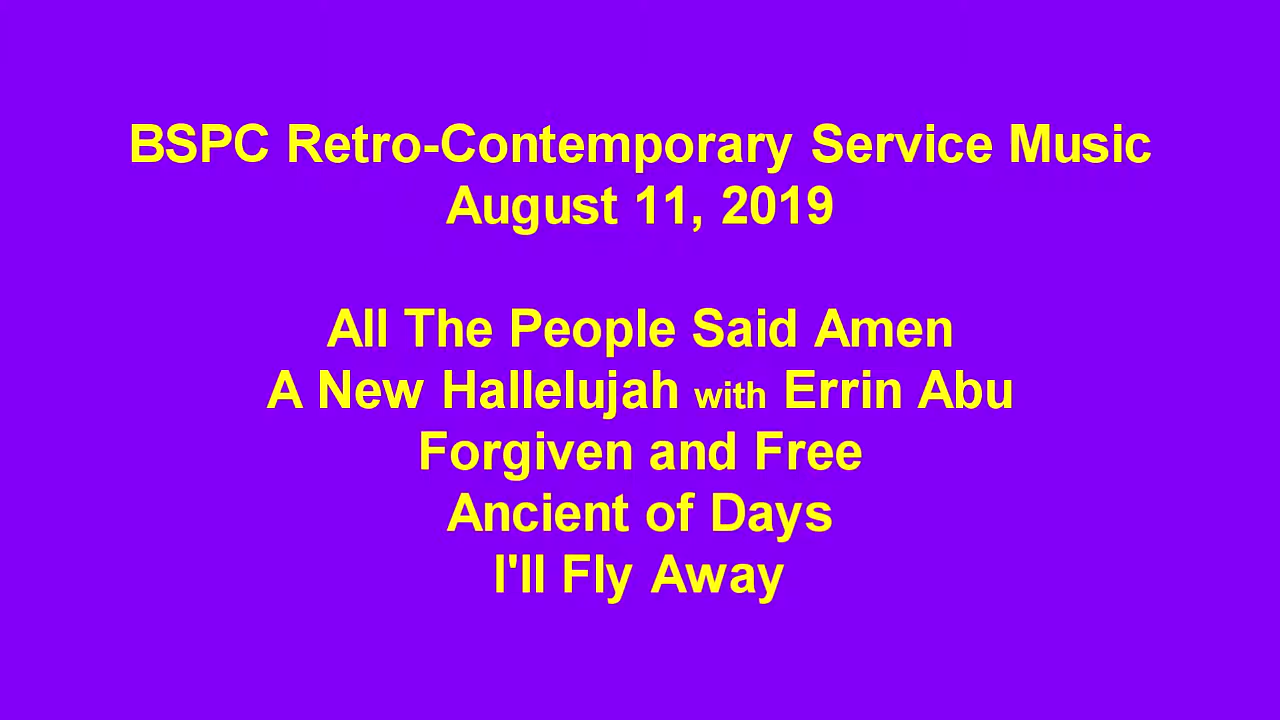 BSPC Retro-Contemporary Service Music
August 11, 2019
All The People Said Amen
A New Hallelujah with Errin Abu
Forgiven and Free
Ancient of Days
I'll Fly Away